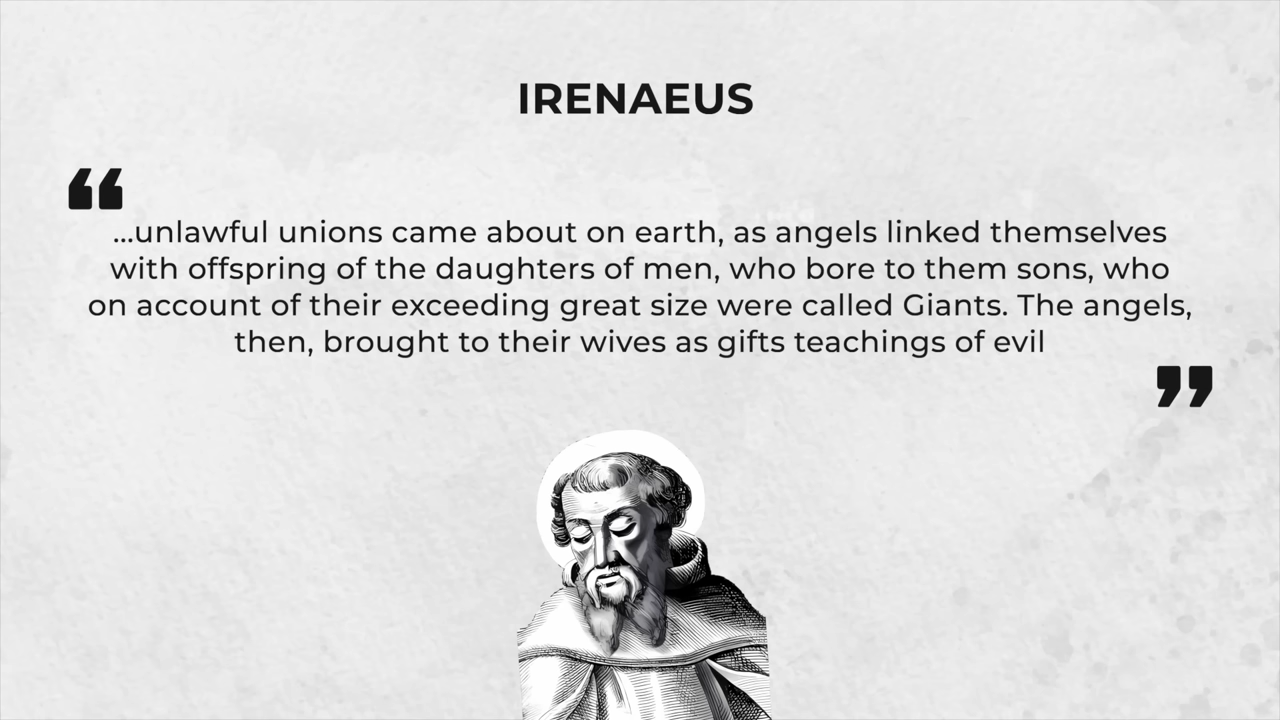 IRENAEUS
“
...unlawful unions came about on earth, as angels linked themselves
with offspring of the daughters of men, who bore to them sons, who
on account of their exceeding great size were called Giants. The angels,
then, brought to their wives as gifts teachings of evil
”